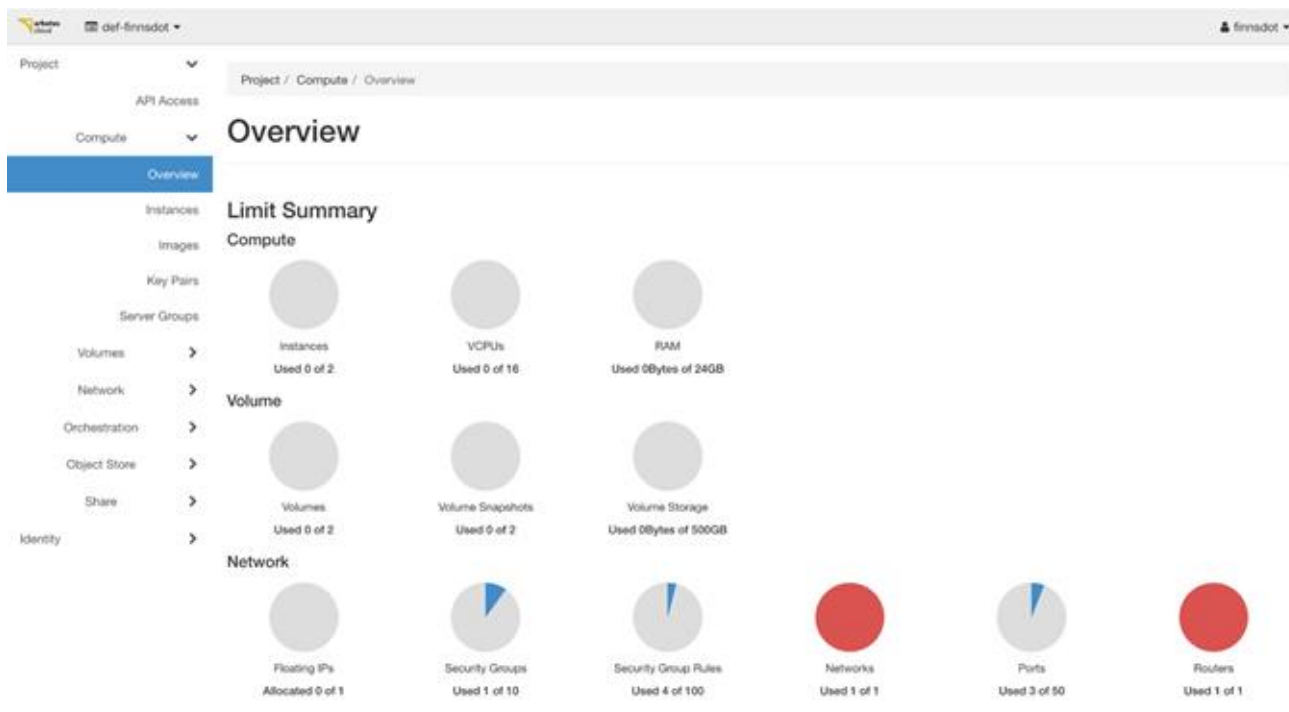 arbutus
cloud
def-finnsdot
finnsdot
Project
API Access
Compute
Overview
Instances
Images
Key Pairs
Server Groups
Volumes
Network
Orchestration
Object Store
Share
Identity
Project / Compute / Overview
Overview
Limit Summary
Compute
Instances
Used 0 of 2
VCPUs
Used 0 of 16
RAM
Used 0Bytes of 24GB
Volume
Volumes
Used 0 of 2
Volume Snapshots
Used 0 of 2
Volume Storage
Used 0Bytes of 500GB
Network
Floating IPs
Allocated 0 of 1
Security Groups
Used 1 of 10
Security Group Rules
Used 4 of 100
Networks
Used 1 of 1
Ports
Used 3 of 50
Routers
Used 1 of 1